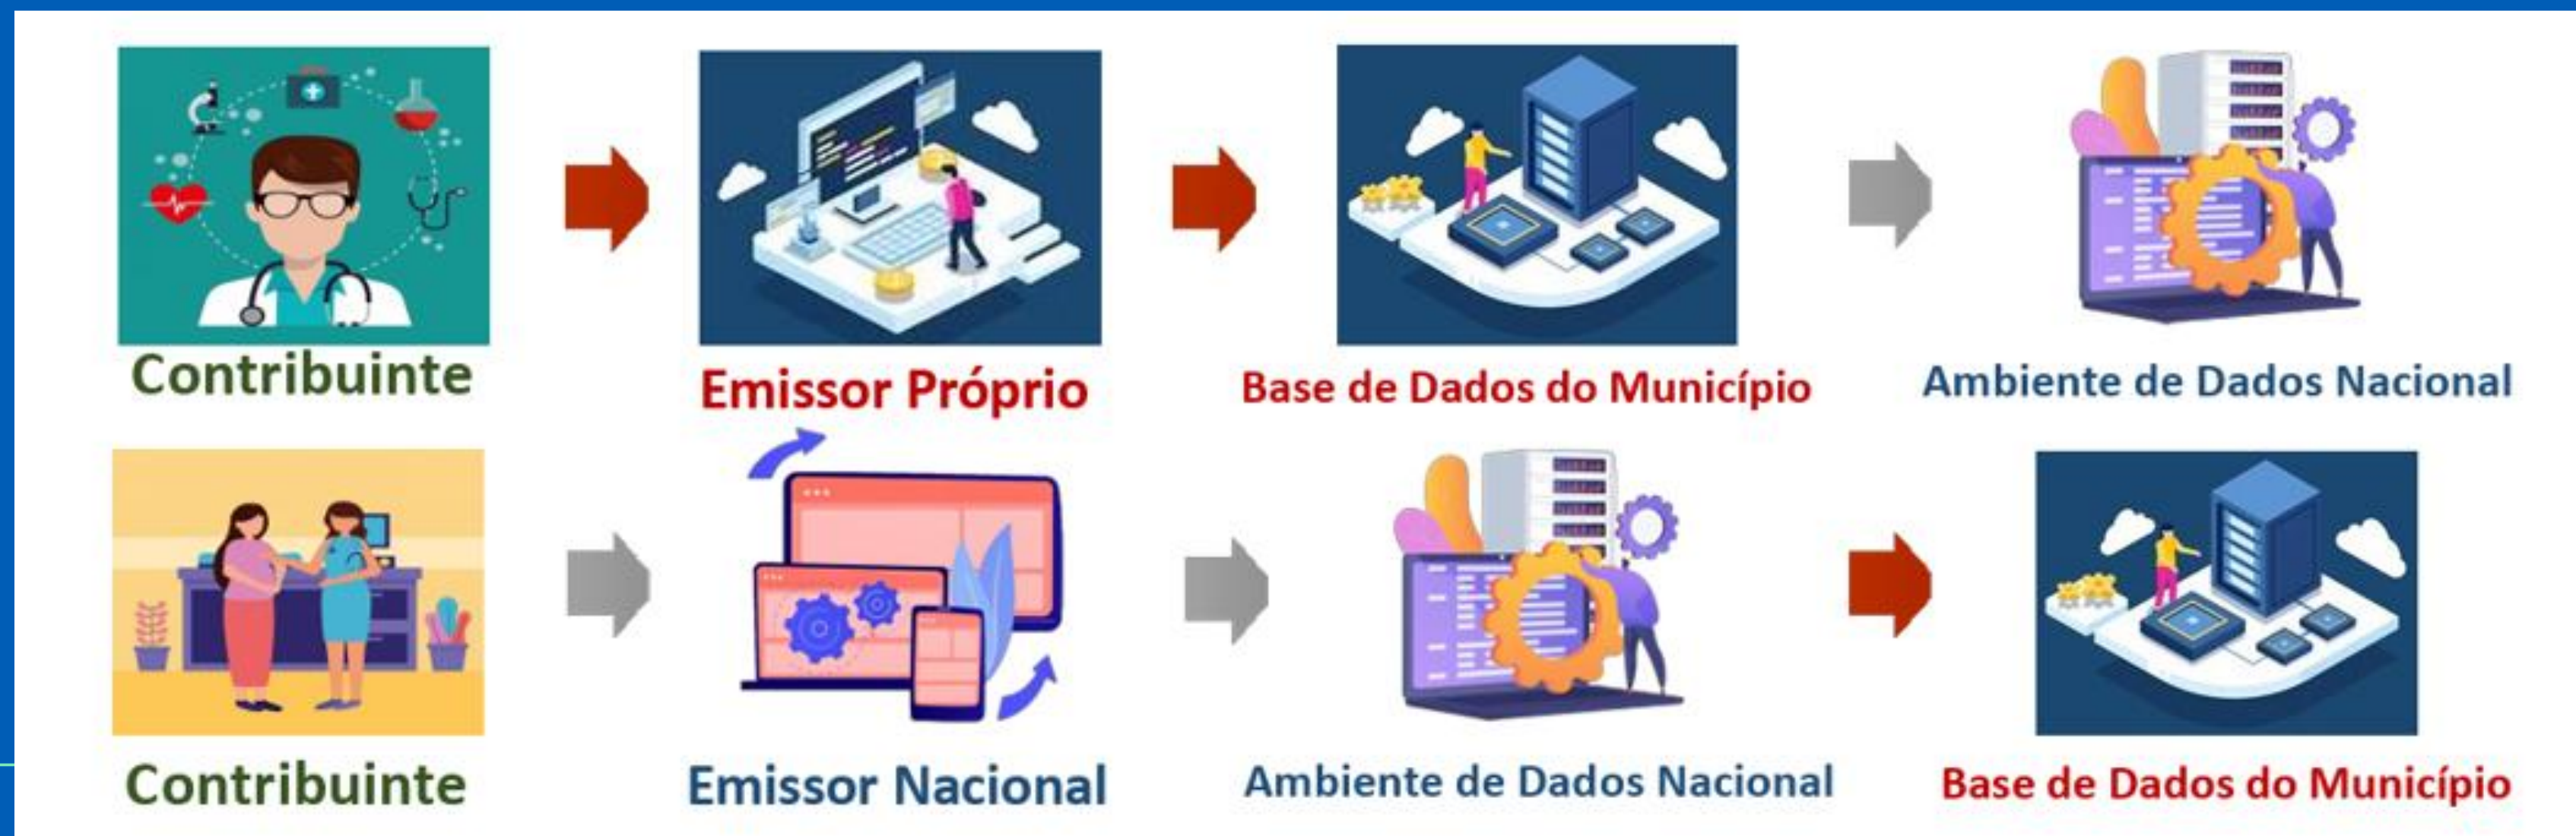 Contribuinte
Emissor Próprio
Base de Dados do Município
Ambiente de Dados Nacional
Contribuinte
Emissor Nacional
Ambiente de Dados Nacional
Base de Dados do Município